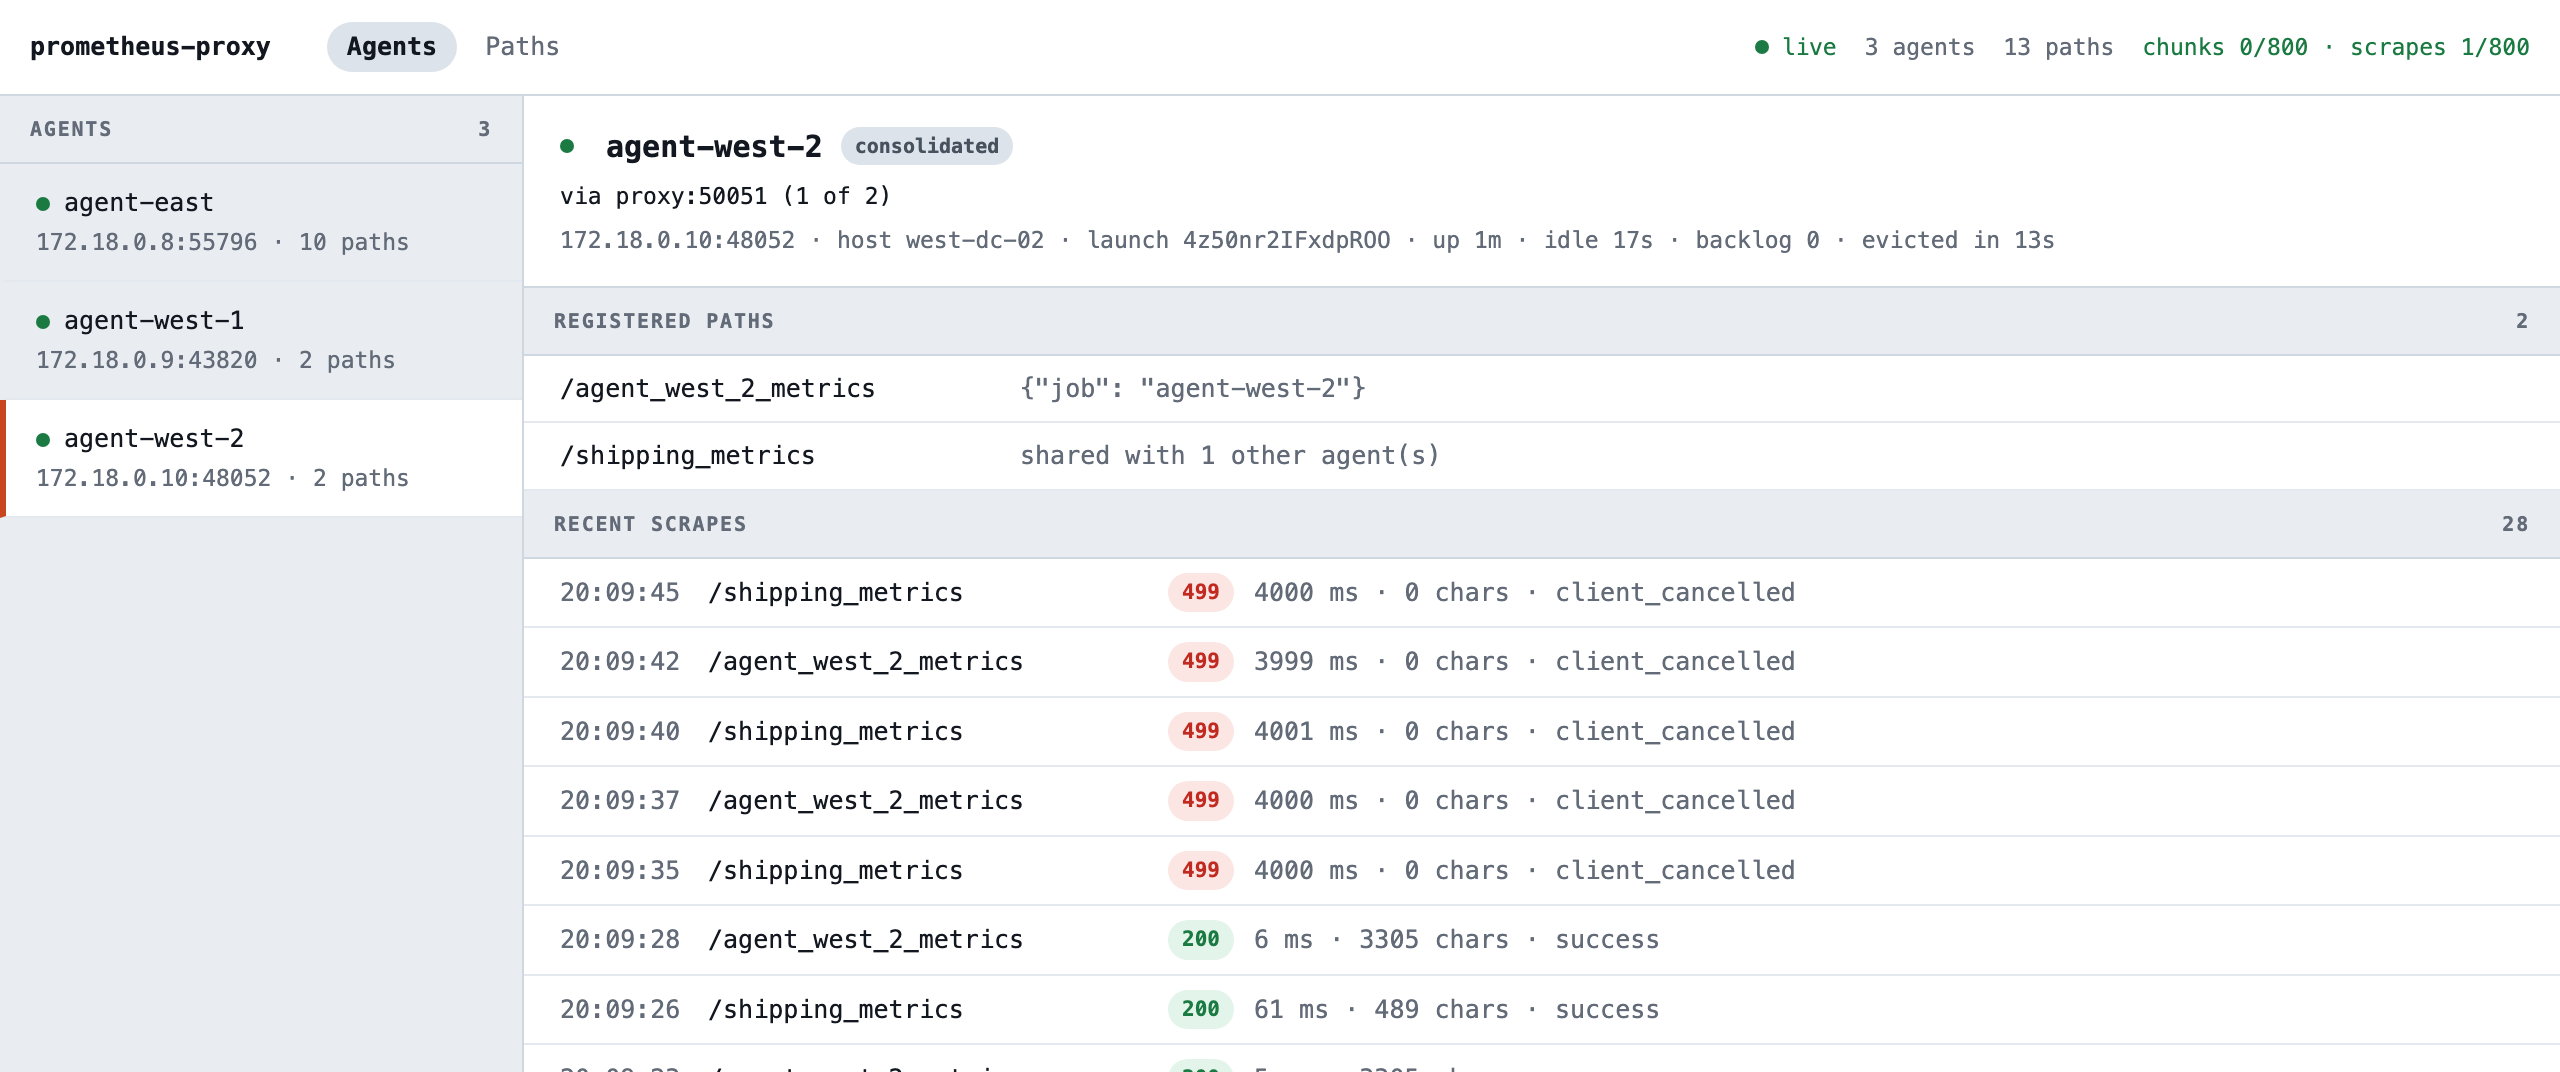 prometheus-proxy Agents Paths live 3 agents 13 paths chunks 0/800 · scrapes 1/800
AGENTS 3
agent-east
172.18.0.8:55796 · 10 paths
agent-west-1
172.18.0.9:43820 · 2 paths
agent-west-2
172.18.0.10:48052 · 2 paths
agent-west-2 consolidated
via proxy:50051 (1 of 2)
172.18.0.10:48052 · host west-dc-02 · launch 4z50nr2IFxdpROO · up 1m · idle 17s · backlog 0 · evicted in 13s
REGISTERED PATHS 2
/agent_west_2_metrics {"job": "agent-west-2"}
/shipping_metrics shared with 1 other agent(s)
RECENT SCRAPES 28
20:09:45 /shipping_metrics 499 4000 ms · 0 chars · client_cancelled
20:09:42 /agent_west_2_metrics 499 3999 ms · 0 chars · client_cancelled
20:09:40 /shipping_metrics 499 4001 ms · 0 chars · client_cancelled
20:09:37 /agent_west_2_metrics 499 4000 ms · 0 chars · client_cancelled
20:09:35 /shipping_metrics 499 4000 ms · 0 chars · client_cancelled
20:09:28 /agent_west_2_metrics 200 6 ms · 3305 chars · success
20:09:26 /shipping_metrics 200 61 ms · 489 chars · success